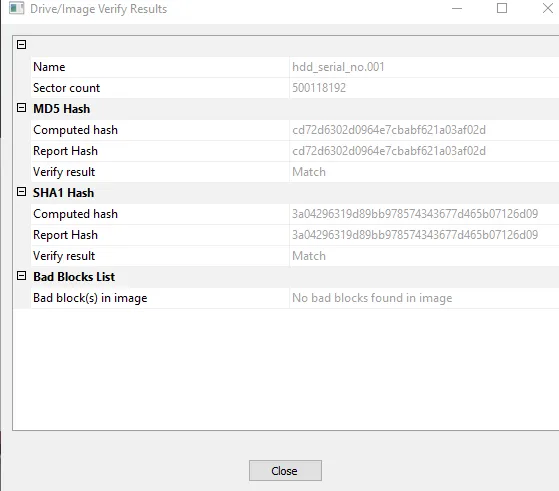 Drive/Image Verify Results
Name hdd_serial_no.001
Sector count 500118192
MD5 Hash
Computed hash cd72d6302d0964e7cbabf621a03af02d
Report Hash cd72d6302d0964e7cbabf621a03af02d
Verify result Match
SHA1 Hash
Computed hash 3a04296319d89bb978574343677d465b07126d09
Report Hash 3a04296319d89bb978574343677d465b07126d09
Verify result Match
Bad Blocks List
Bad block(s) in image No bad blocks found in image
Close